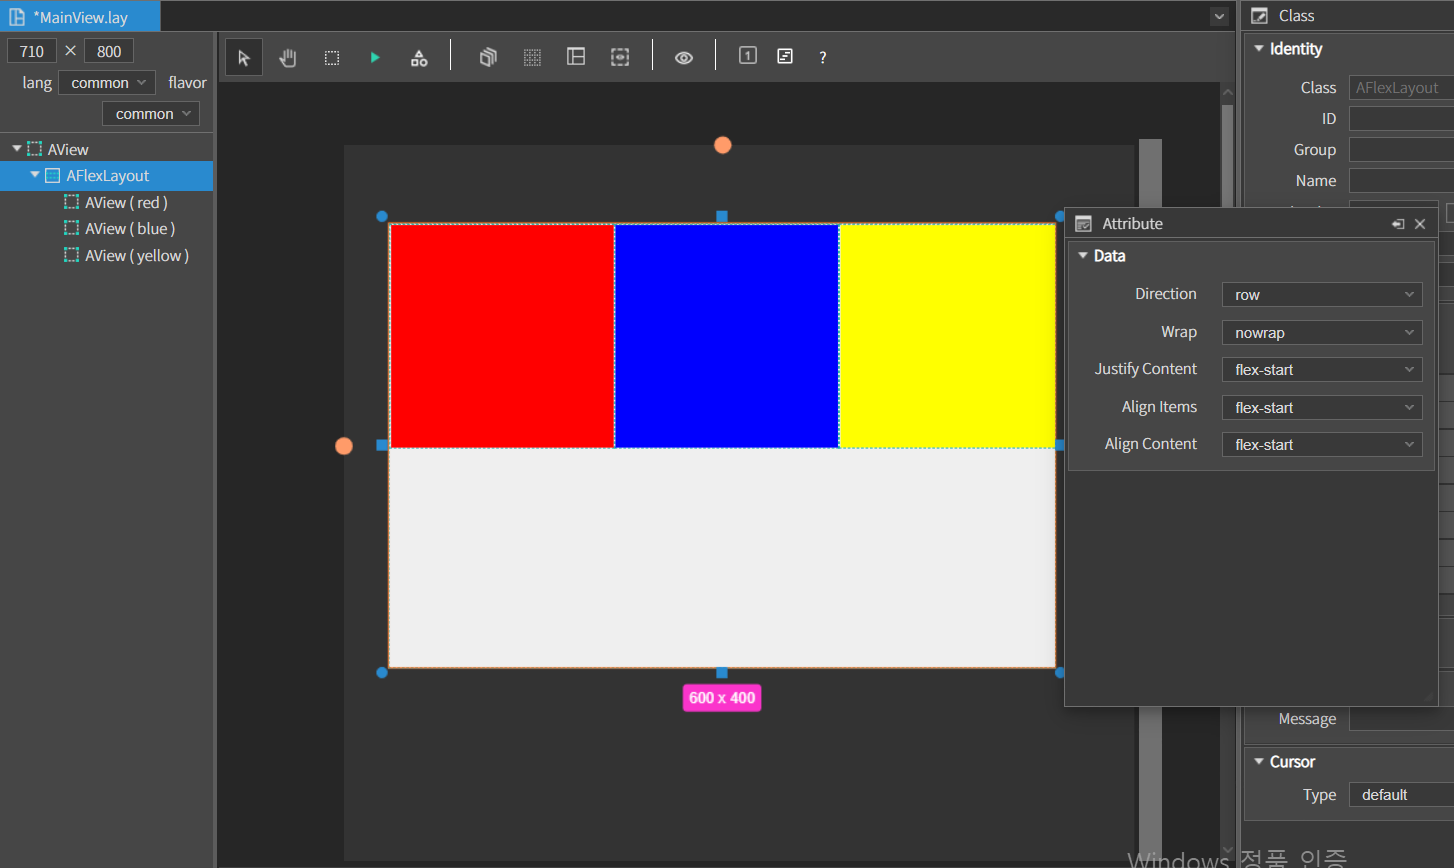 *MainView.lay
710 × 800
lang common flavor
common
AView
AFlexLayout
AView ( red )
AView ( blue )
AView ( yellow )
1
?
600 x 400
Class
Identity
Class AFlexLayout
ID
Group
Name
Attribute
Data
Direction row
Wrap nowrap
Justify Content flex-start
Align Items flex-start
Align Content flex-start
Message
Cursor
Type default
Windows 정품 인증